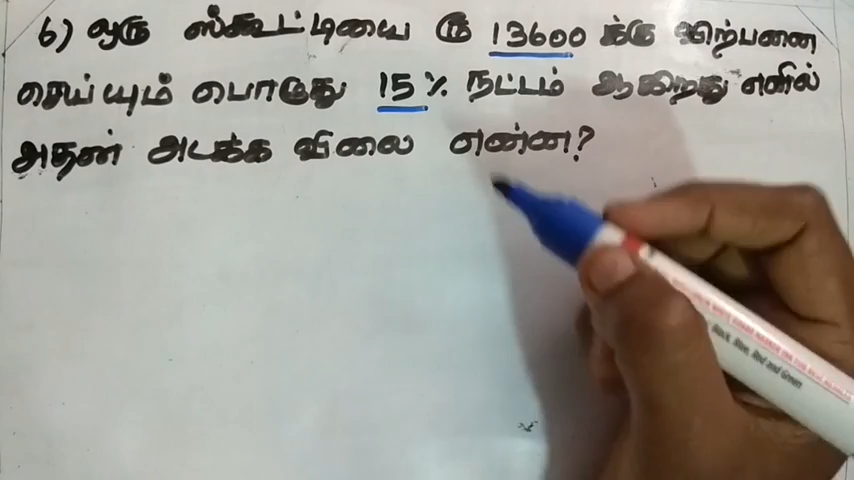 6) ஒரு ஸ்கூட்டியை ரூ 13600 க்கு விற்பனை
செய்யும் பொழுது 15% நட்டம் ஆகிறது எனில்
அதன் அடக்க விலை என்ன?